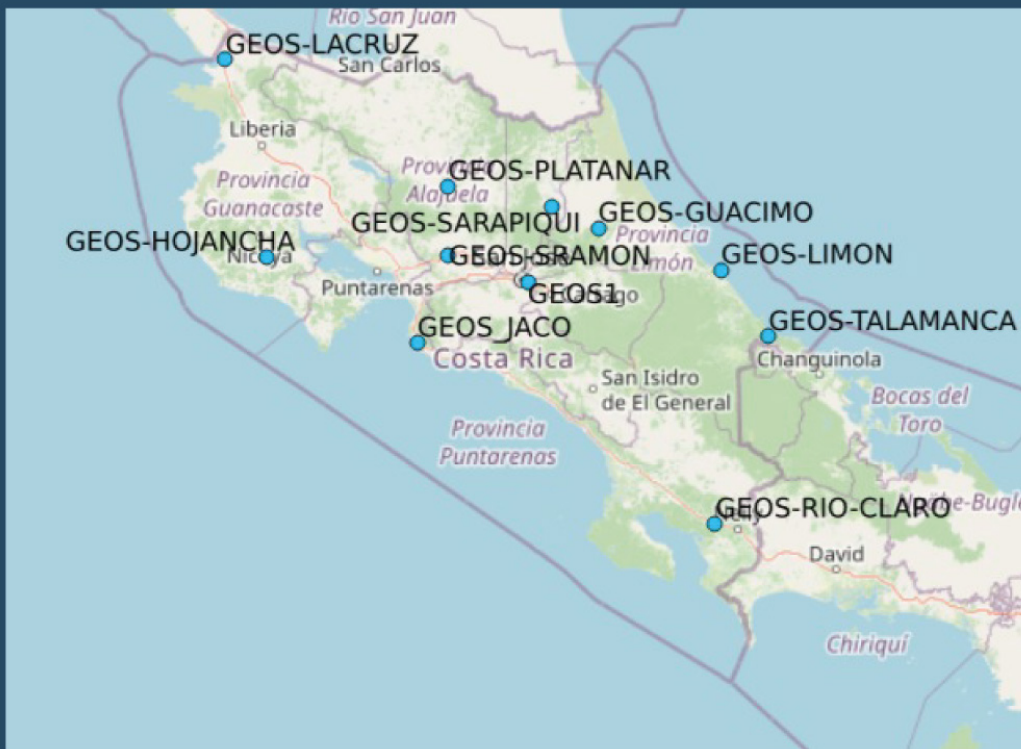 Río San Juan
GEOS-LACRUZ
San Carlos
Liberia
Provincia
Alajuela
GEOS-PLATANAR
Provincia
Guanacaste
GEOS-SARAPIQUI
GEOS-GUACIMO
Provincia
Limón
GEOS-HOJANCHA
GEOS-SRAMON
GEOS-LIMON
Puntarenas
GEOS1
GEOS_JACO
GEOS-TALAMANCA
Costa Rica
Changuinola
San Isidro
de El General
Bocas del
Toro
Provincia
Puntarenas
GEOS-RIO-CLARO
David
Chiriquí